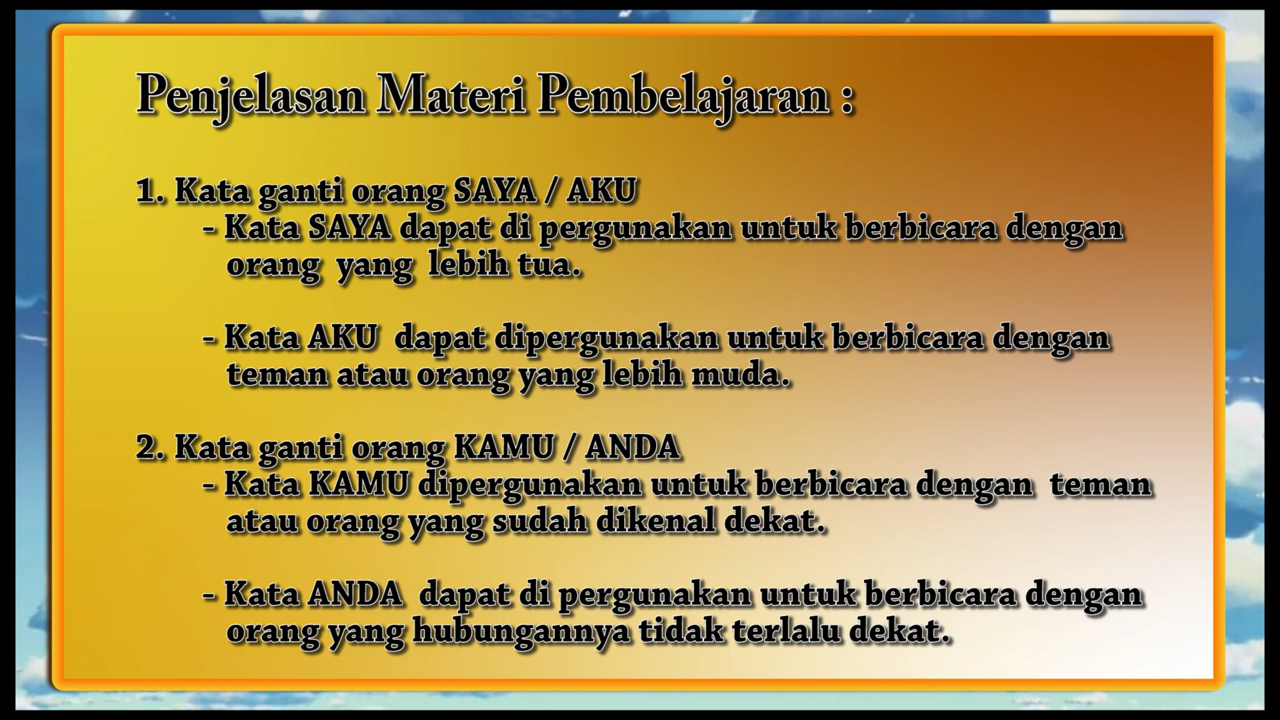 Penjelasan Materi Pembelajaran :
1. Kata ganti orang SAYA / AKU
- Kata SAYA dapat di pergunakan untuk berbicara dengan
orang yang lebih tua.
- Kata AKU dapat dipergunakan untuk berbicara dengan
teman atau orang yang lebih muda.
2. Kata ganti orang KAMU / ANDA
- Kata KAMU dipergunakan untuk berbicara dengan teman
atau orang yang sudah dikenal dekat.
- Kata ANDA dapat di pergunakan untuk berbicara dengan
orang yang hubungannya tidak terlalu dekat.